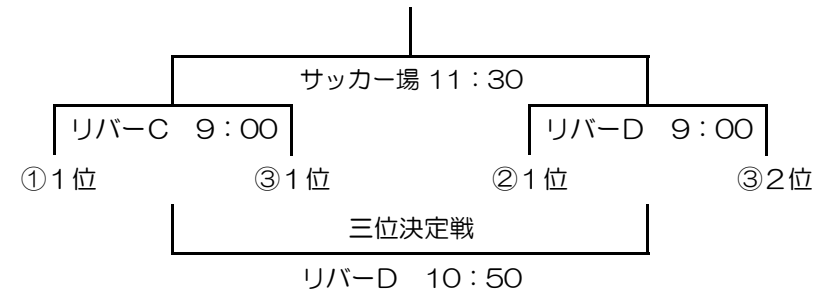 サッカー場 11：30
リバーC　9：00　リバーD　9：00
①1位　③1位　②1位　③2位
三位決定戦
リバーD　10：50